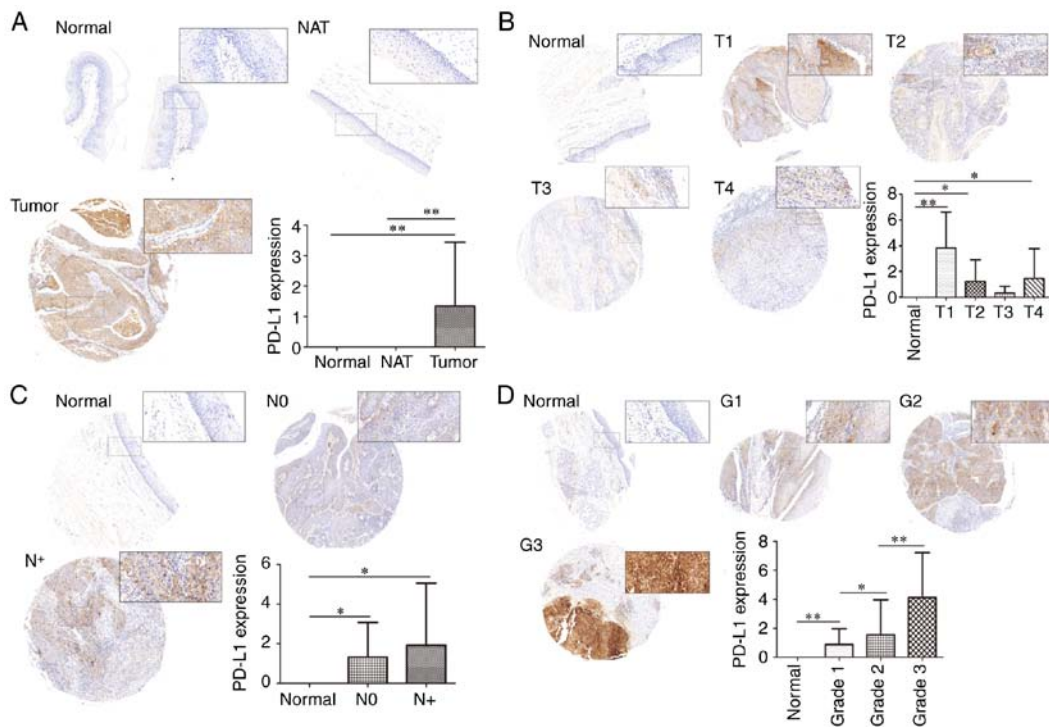 A
Normal
NAT
Tumor
**
**
PD-L1 expression
4
3
2
1
0
Normal NAT Tumor
B
Normal
T1
T2
T3
T4
*
*
**
PD-L1 expression
8
6
4
2
0
Normal
T1
T2
T3
T4
C
Normal
N0
N+
*
*
PD-L1 expression
6
4
2
0
Normal N0 N+
D
Normal
G1
G2
G3
**
*
**
PD-L1 expression
8
6
4
2
0
Normal
Grade 1
Grade 2
Grade 3